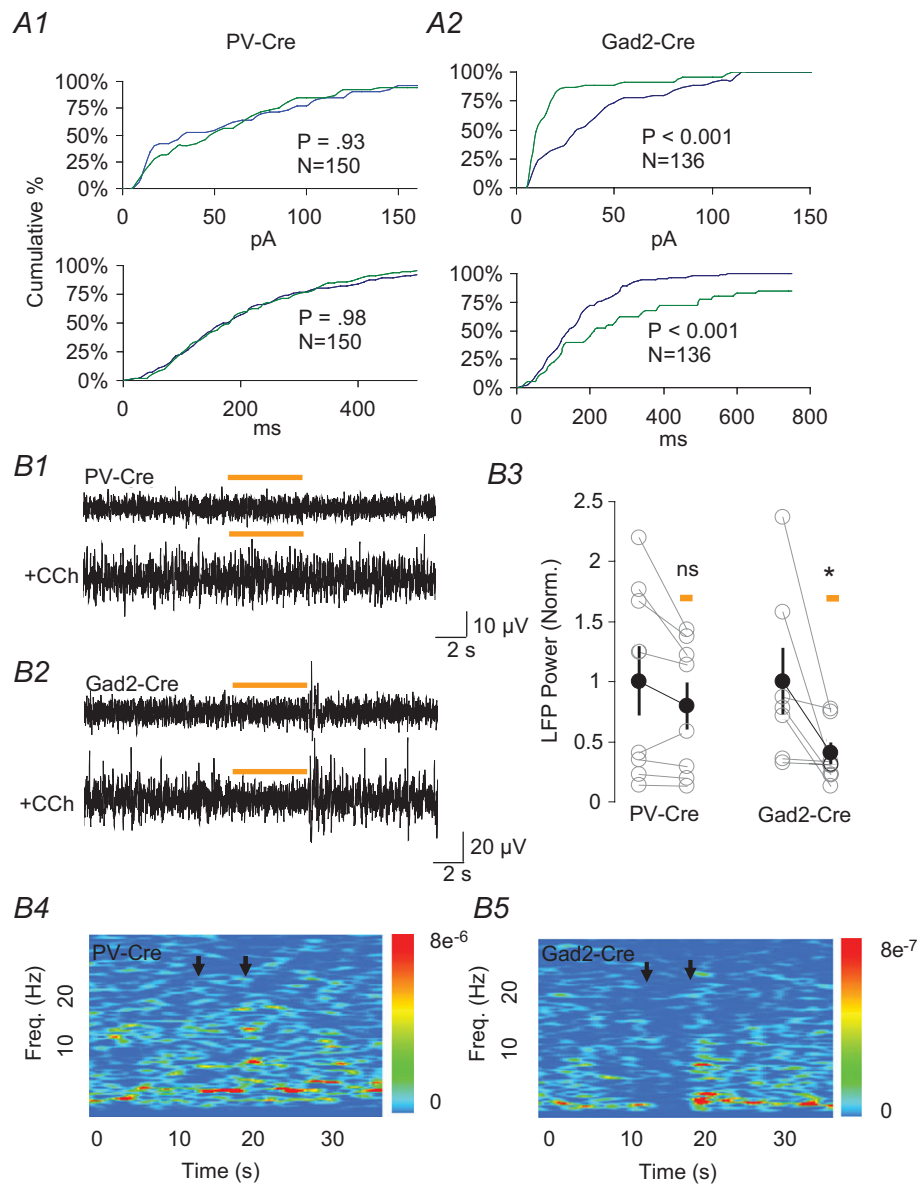 A1
PV-Cre
A2
Gad2-Cre
Cumulative %
100%
75%
50%
25%
0%
P = .93
N=150
0 50 100 150
pA
100%
75%
50%
25%
0%
P < 0.001
N=136
0 50 100 150
pA
100%
75%
50%
25%
0%
P = .98
N=150
0 200 400
ms
100%
75%
50%
25%
0%
P < 0.001
N=136
0 200 400 600 800
ms
B1
PV-Cre
+CCh
10 µV
2 s
B2
Gad2-Cre
+CCh
20 µV
2 s
B3
LFP Power (Norm.)
2.5
2
1.5
1
0.5
0
ns
*
PV-Cre Gad2-Cre
B4
PV-Cre
Freq. (Hz)
20
10
0 10 20 30
Time (s)
8e-6
0
B5
Gad2-Cre
Freq. (Hz)
20
10
0 10 20 30
Time (s)
8e-7
0